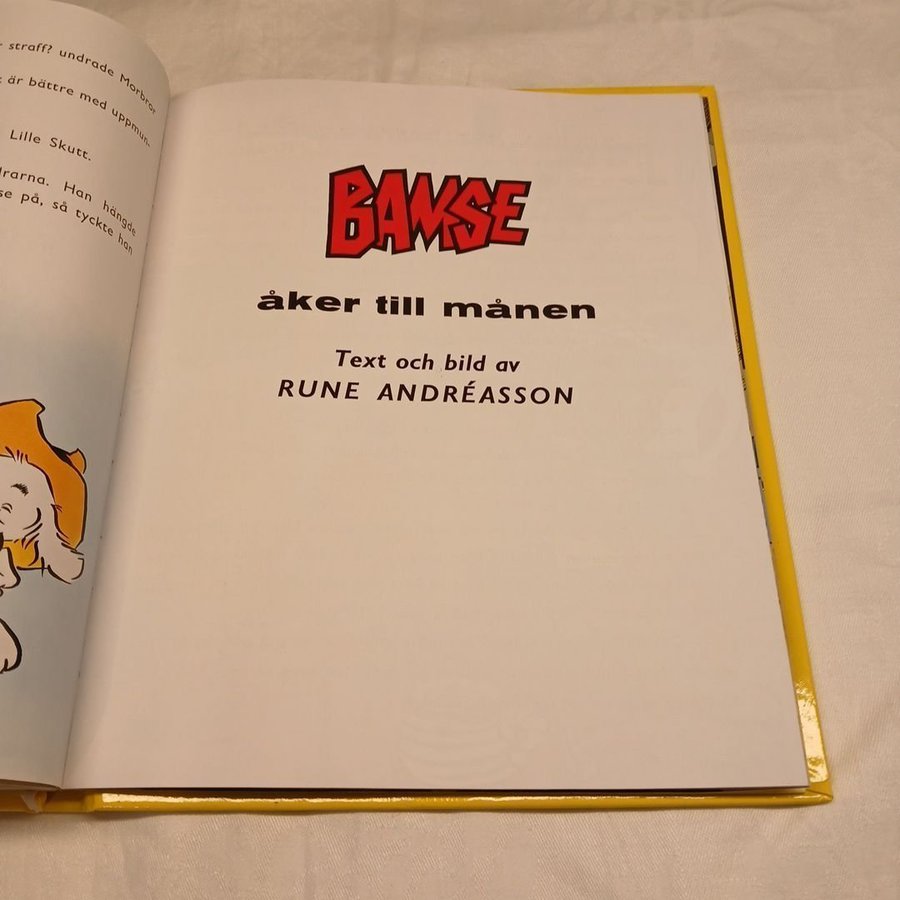 straff? undrade Morbror
är bättre med uppmun-
Lille Skutt.
Han hängde
se på, så tyckte han
BAMSE
åker till månen
Text och bild av
RUNE ANDRÉASSON